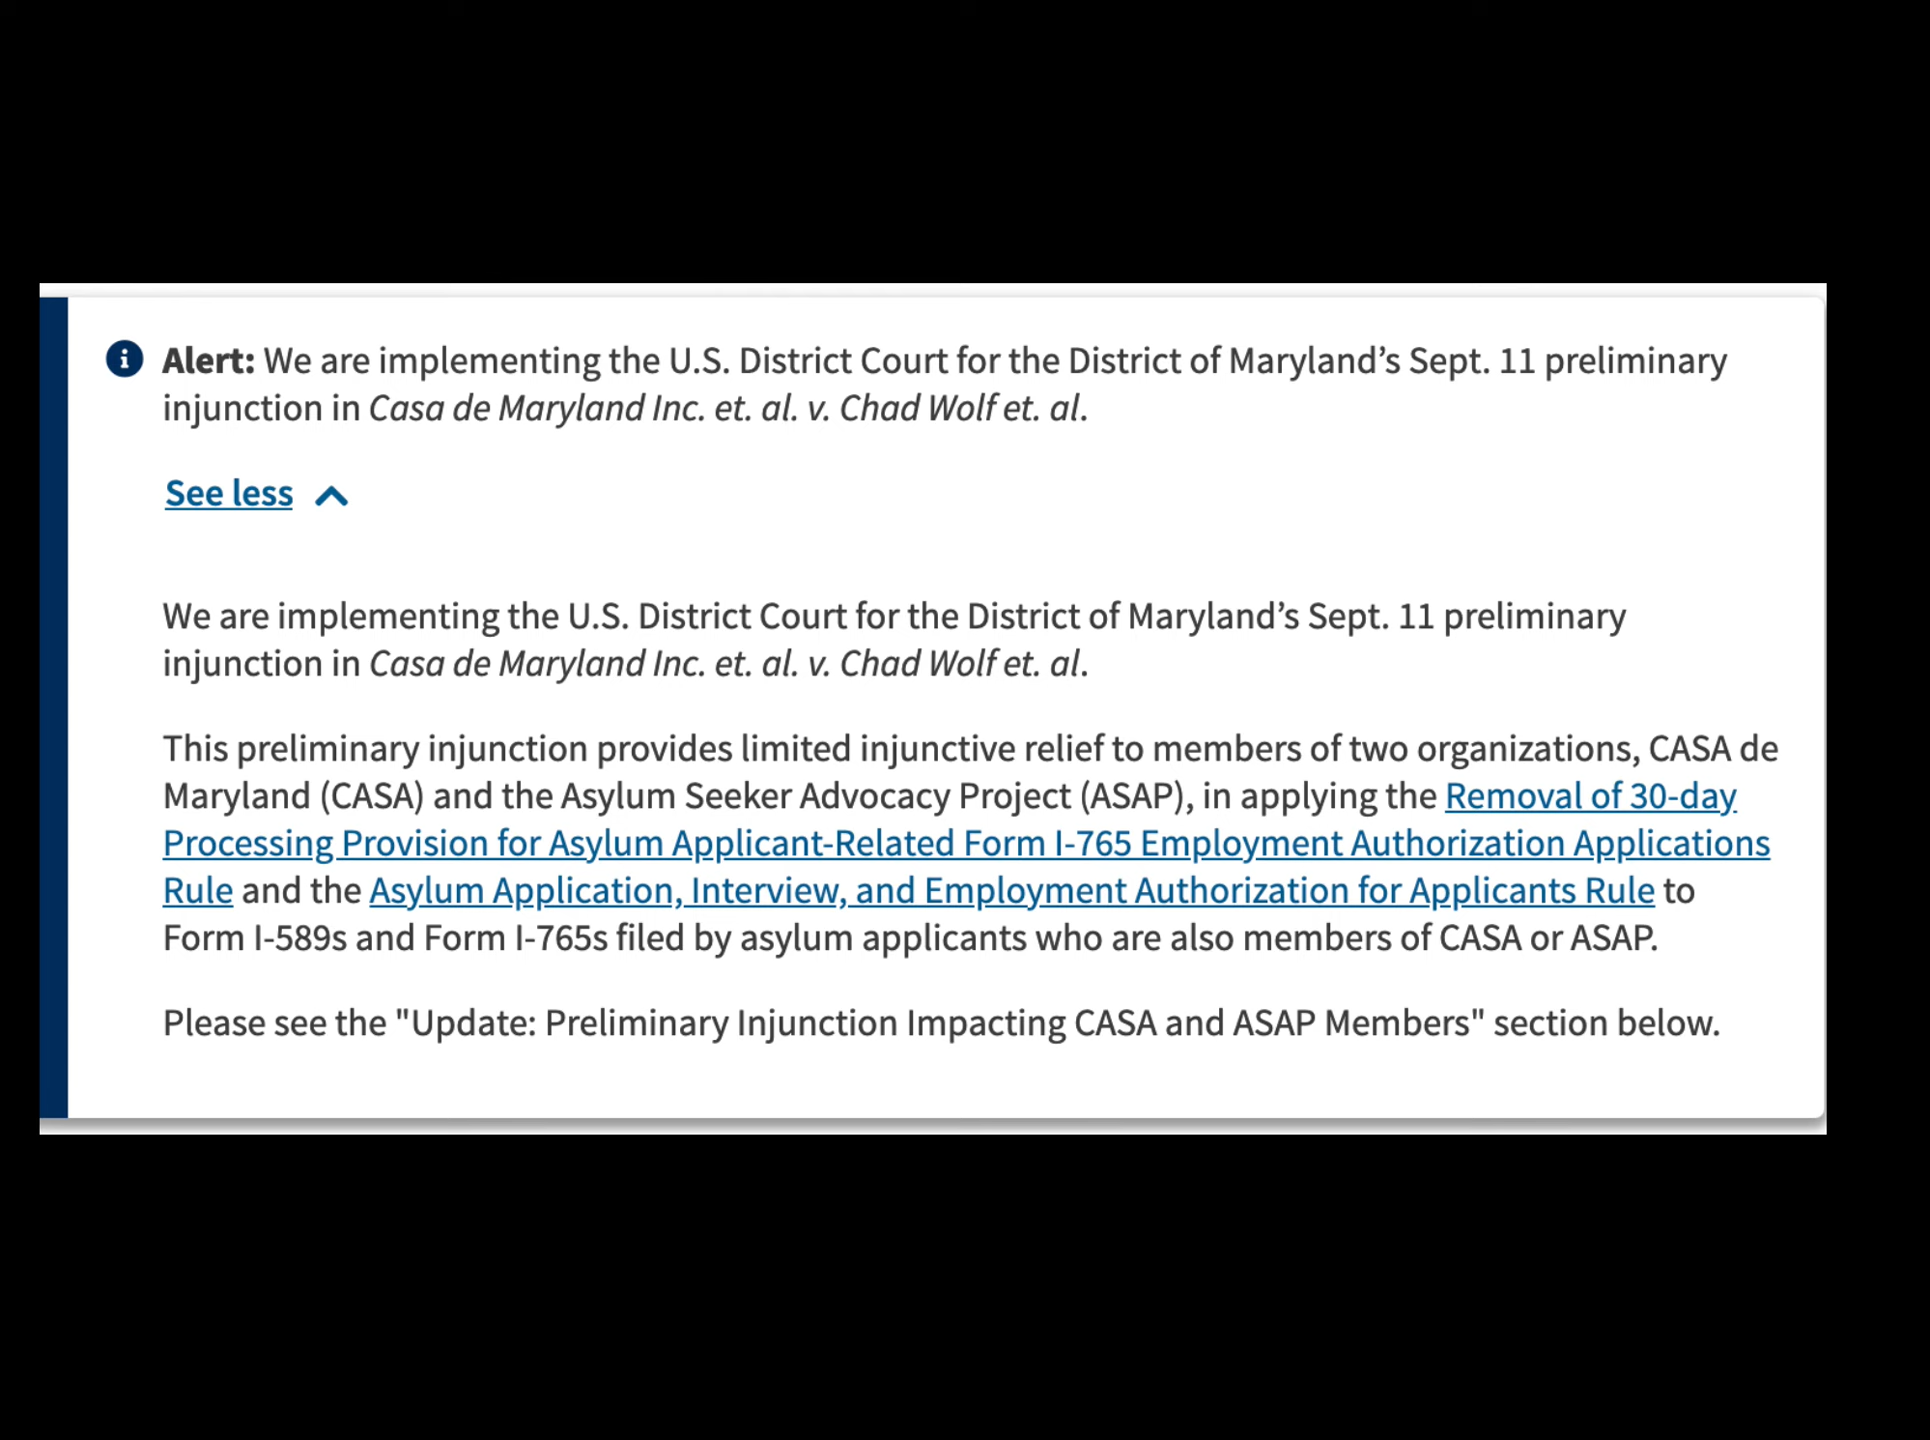 Alert: We are implementing the U.S. District Court for the District of Maryland’s Sept. 11 preliminary
injunction in Casa de Maryland Inc. et. al. v. Chad Wolf et. al.
See less
We are implementing the U.S. District Court for the District of Maryland’s Sept. 11 preliminary
injunction in Casa de Maryland Inc. et. al. v. Chad Wolf et. al.
This preliminary injunction provides limited injunctive relief to members of two organizations, CASA de
Maryland (CASA) and the Asylum Seeker Advocacy Project (ASAP), in applying the Removal of 30-day
Processing Provision for Asylum Applicant-Related Form I-765 Employment Authorization Applications
Rule and the Asylum Application, Interview, and Employment Authorization for Applicants Rule to
Form I-589s and Form I-765s filed by asylum applicants who are also members of CASA or ASAP.
Please see the "Update: Preliminary Injunction Impacting CASA and ASAP Members" section below.